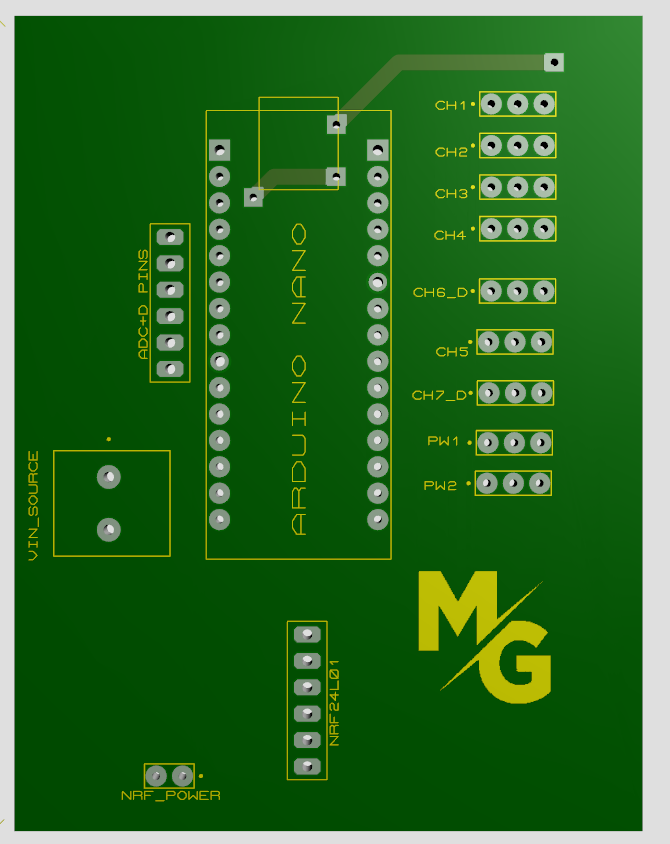 CH1
CH2
CH3
CH4
CH6_D
CH5
CH7_D
PW1
PW2
ADC+D PINS
ARDUINO NANO
VIN_SOURCE
MG
NRF24L01
NRF_POWER